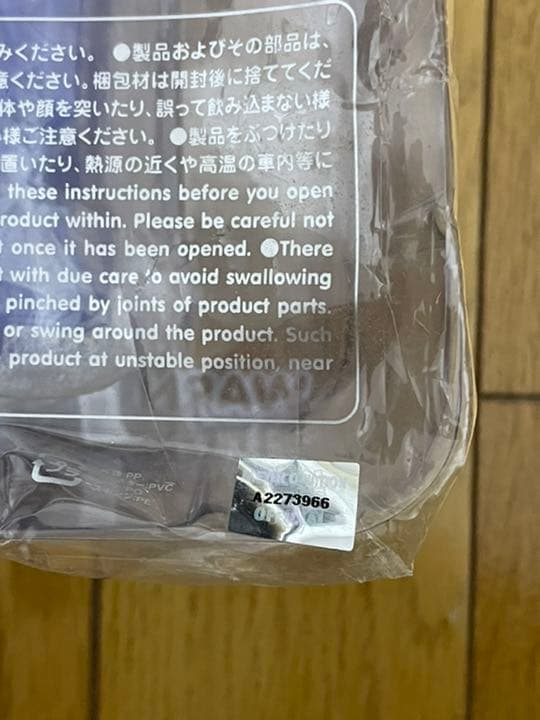 みください。 ●製品およびその部品は、
意ください。梱包材は開封後に捨ててくだ
体や顔を突いたり、誤って飲み込まない様
い様ご注意ください。 ●製品をぶつけたり
置いたり、熱源の近くや高温の車内等に
these instructions before you open
roduct within. Please be careful not
t once it has been opened. ●There
t with due care to avoid swallowing
pinched by joints of product parts.
or swing around the product. Such
product at unstable position, near
PP
PVC
PE
A2273966